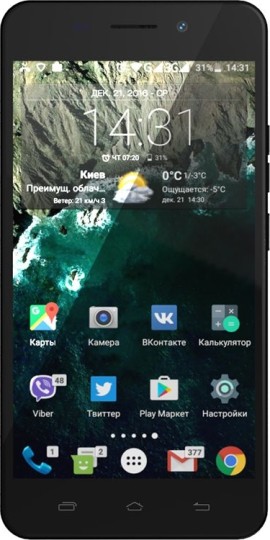 G 3G 31% 14:31
ДЕК. 21, 2016 - СР
14:31
ЧТ 07:20 31%
Киев
Преимущ. облач...
Ветер: 21 км/ч З
0°C 1/-3°C
Ощущается: -5°C
дек. 21 14:30
Карты Камера ВКонтакте Калькулятор
48
Viber Твиттер Play Маркет Настройки
1 2 377